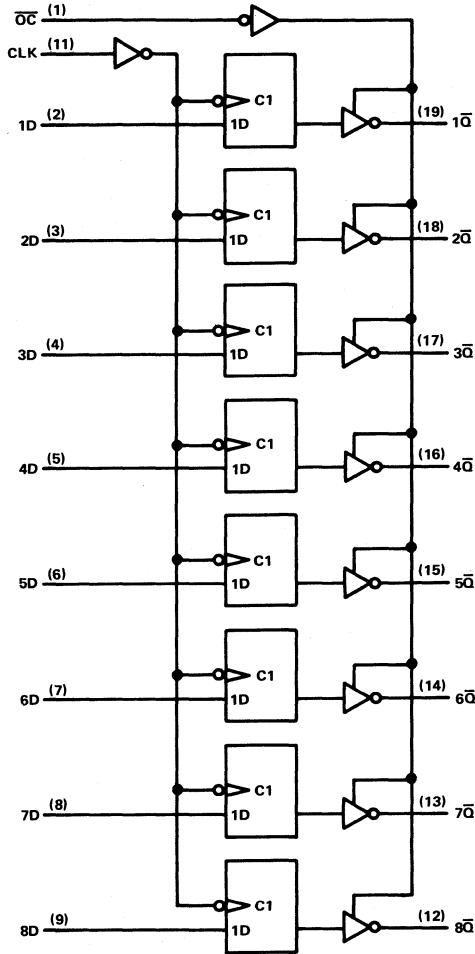 O̅C̅ (1)
CLK (11)
C1
1D (2) 1D (19) 1Q̅
C1
2D (3) 1D (18) 2Q̅
C1
3D (4) 1D (17) 3Q̅
C1
4D (5) 1D (16) 4Q̅
C1
5D (6) 1D (15) 5Q̅
C1
6D (7) 1D (14) 6Q̅
C1
7D (8) 1D (13) 7Q̅
C1
8D (9) 1D (12) 8Q̅